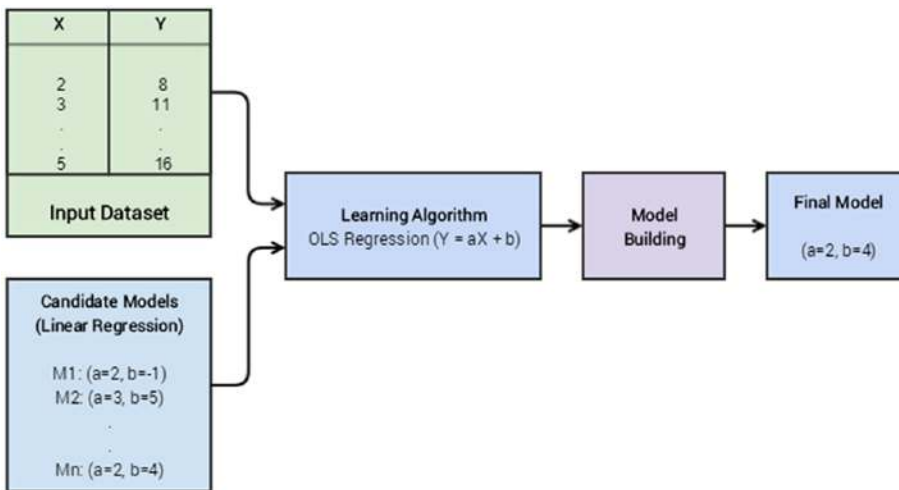 X Y
2 8
3 11
. .
. .
5 16
Input Dataset
Candidate Models
(Linear Regression)
M1: (a=2, b=-1)
M2: (a=3, b=5)
.
.
Mn: (a=2, b=4)
Learning Algorithm
OLS Regression (Y = aX + b)
Model
Building
Final Model
(a=2, b=4)